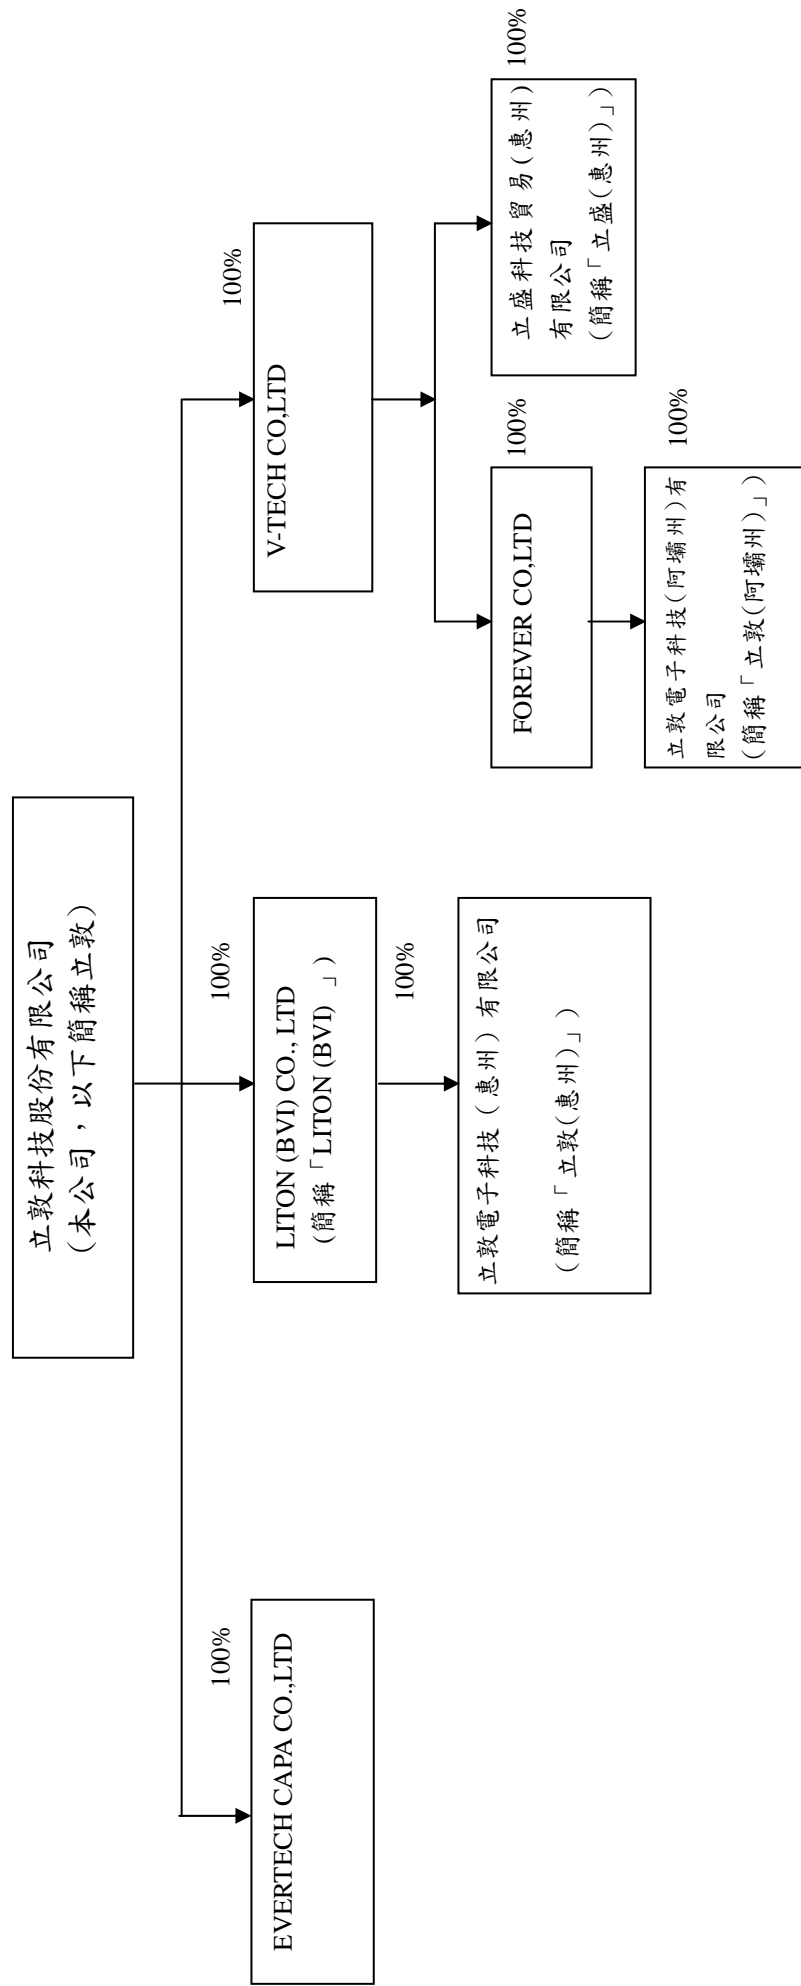 立敦科技股份有限公司
(本公司，以下簡稱立敦)
100%
EVERTECH CAPA CO.,LTD
100%
LITON (BVI) CO., LTD
(簡稱「LITON (BVI) 」)
100%
V-TECH CO,LTD
100%
立敦電子科技 (惠州) 有限公司
(簡稱「立敦(惠州)」)
100%
FOREVER CO,LTD
100%
立盛科技貿易(惠州)
有限公司
(簡稱「立盛(惠州)」)
100%
立敦電子科技(阿壩州)有
限公司
(簡稱「立敦(阿壩州)」)